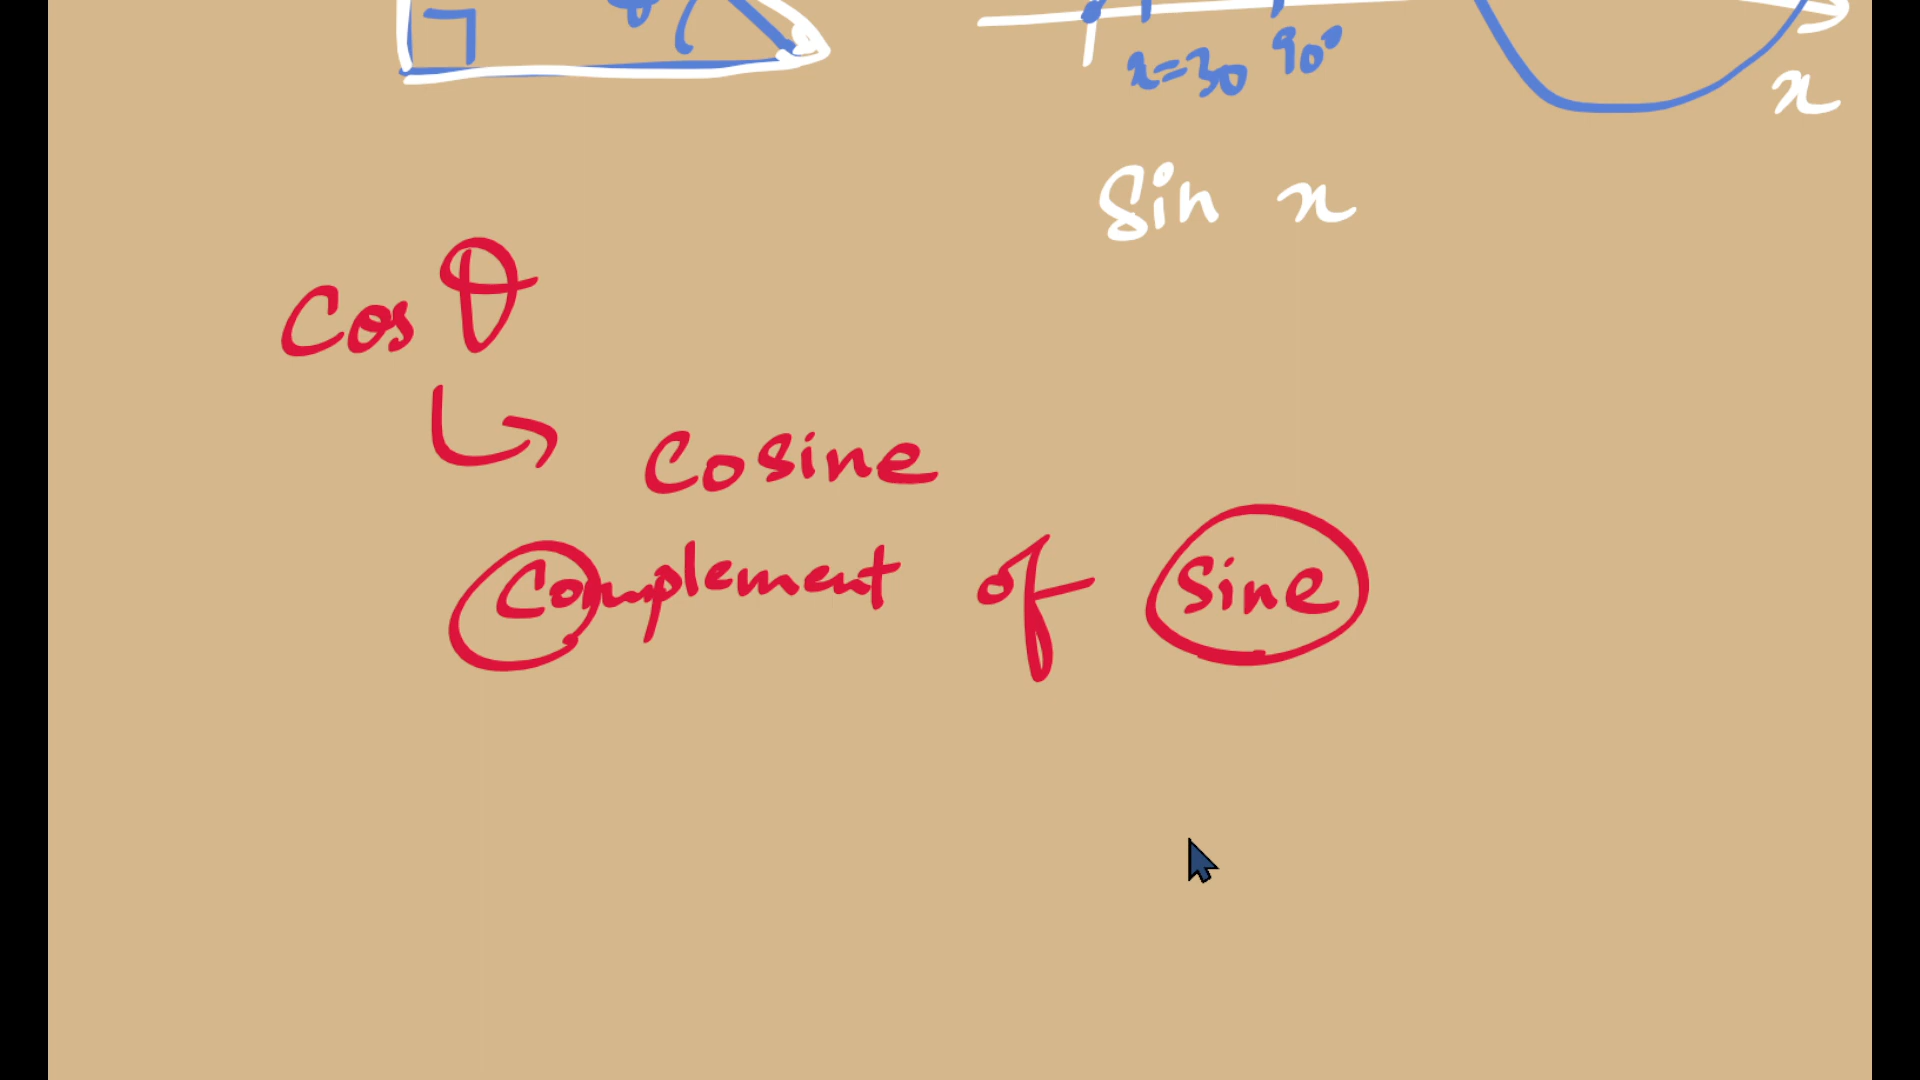 θ
x=30 90°
x
Sin x
Cos θ
Cosine
Complement of Sine